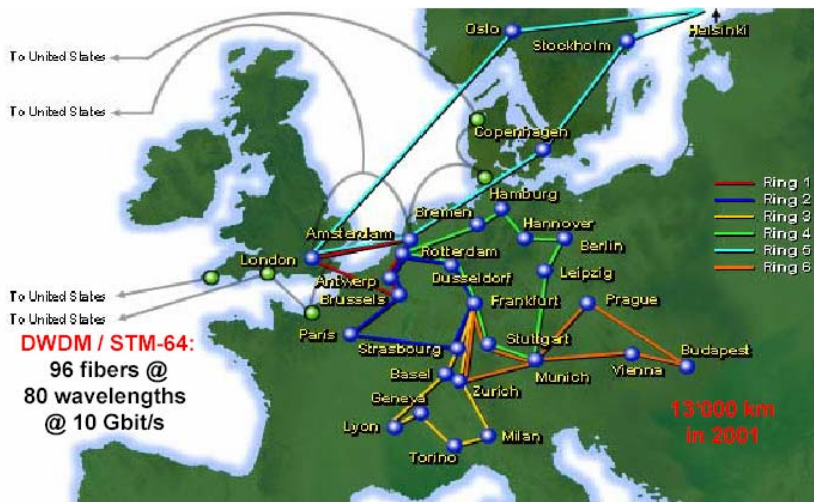 Oslo
Helsinki
Stockholm
To United States
To United States
Copenhagen
Hamburg
Bremen
Ring 1
Ring 2
Ring 3
Ring 4
Ring 5
Ring 6
Amsterdam
Hannover
Rotterdam
Berlin
London
Antwerp
Düsseldorf
Leipzig
Brussels
To United States
To United States
Frankfurt
Prague
Paris
Stuttgart
Strasbourg
Munich
Vienna
Budapest
DWDM / STM-64:
96 fibers @
80 wavelengths
@ 10 Gbit/s
Basel
Zurich
Geneva
Lyon
Milan
Torino
13'000 km
in 2001